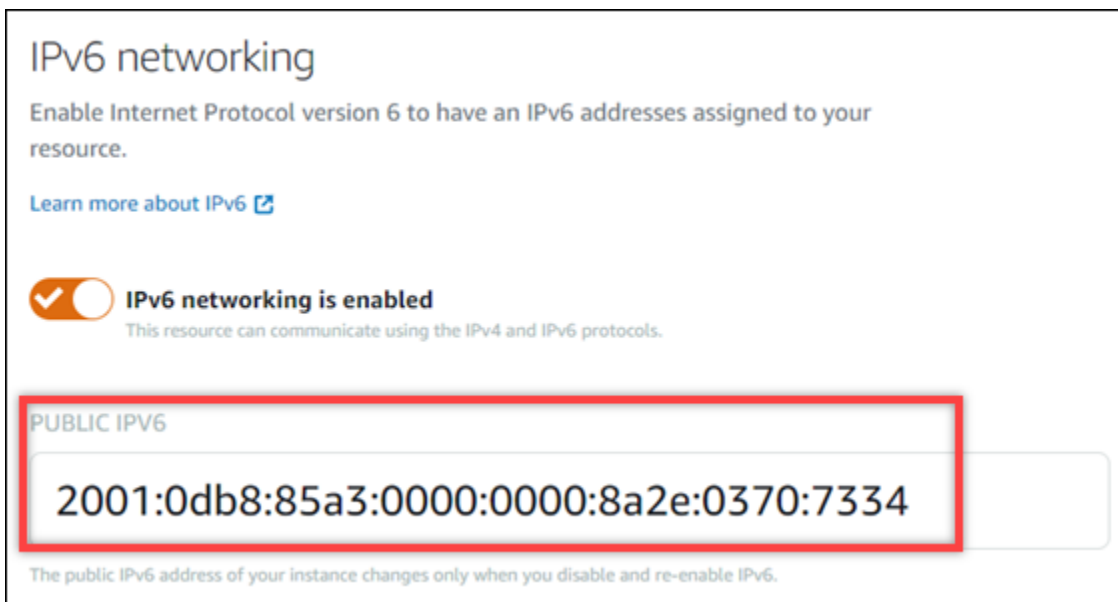 IPv6 networking
Enable Internet Protocol version 6 to have an IPv6 addresses assigned to your
resource.
Learn more about IPv6
IPv6 networking is enabled
This resource can communicate using the IPv4 and IPv6 protocols.
PUBLIC IPV6
2001:0db8:85a3:0000:0000:8a2e:0370:7334
The public IPv6 address of your instance changes only when you disable and re-enable IPv6.